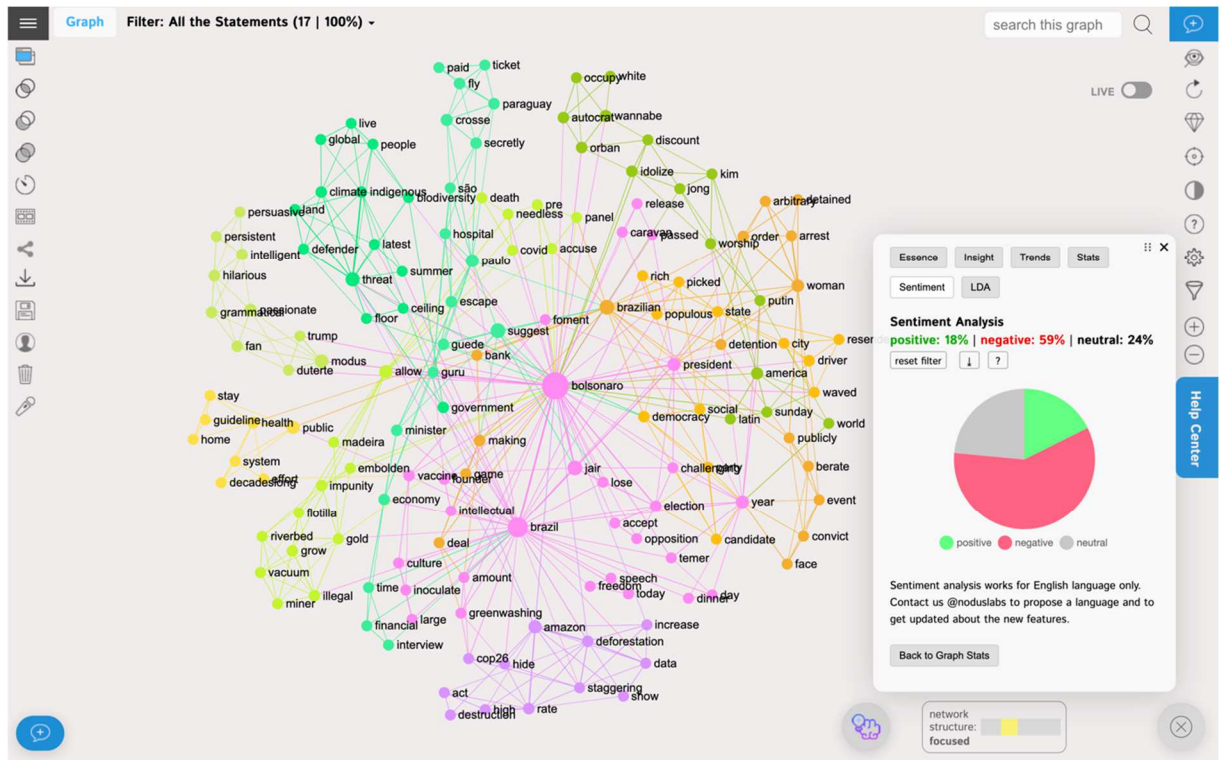 Graph
Filter: All the Statements (17 | 100%)
search this graph
LIVE
paid
ticket
fly
paraguay
crosse
secretly
occupy
white
autocrat
wannabe
orban
discount
idolize
kim
jong
live
global
people
climate
indigenous
biodiversity
são
death
pre
needless
panel
release
arbitrary
detained
persuasive
land
persistent
intelligent
defender
latest
hospital
covid
accuse
caravan
passed
worship
order
arrest
hilarious
threat
summer
paulo
rich
picked
woman
grammatical
passionate
floor
ceiling
escape
foment
brazilian
populous
state
putin
fan
trump
suggest
guede
bank
detention
city
modus
duterte
allow
guru
bolsonaro
president
america
driver
stay
government
waved
guideline
health
public
minister
making
democracy
social
latin
sunday
world
home
madeira
publicly
system
embolden
vaccine
founder
game
jair
challenging
party
berate
decadeslong
effort
impunity
lose
flotilla
economy
intellectual
election
year
event
riverbed
gold
brazil
accept
grow
deal
opposition
candidate
convict
vacuum
culture
temer
face
miner
illegal
time
inoculate
amount
speech
freedom
today
dinner
day
large
greenwashing
financial
amazon
increase
interview
deforestation
cop26
hide
data
act
staggering
show
destruction
high
rate
Essence
Insight
Trends
Stats
Sentiment
LDA
Sentiment Analysis
positive: 18% | negative: 59% | neutral: 24%
reset filter
↓
?
positive
negative
neutral
Sentiment analysis works for English language only.
Contact us @noduslabs to propose a language and to
get updated about the new features.
Back to Graph Stats
Help Center
network
structure:
focused